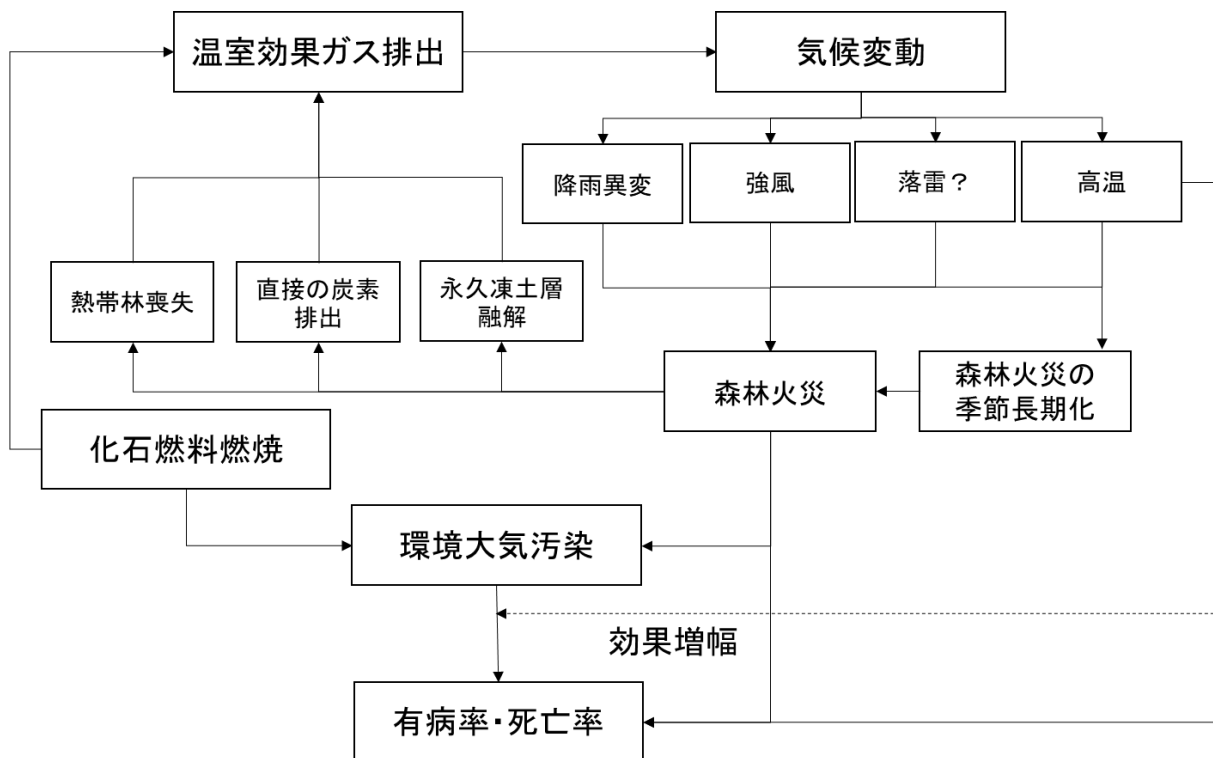 温室効果ガス排出
気候変動
降雨異変
強風
落雷？
高温
熱帯林喪失
直接の炭素
排出
永久凍土層
融解
森林火災
森林火災の
季節長期化
化石燃料燃焼
環境大気汚染
効果増幅
有病率・死亡率